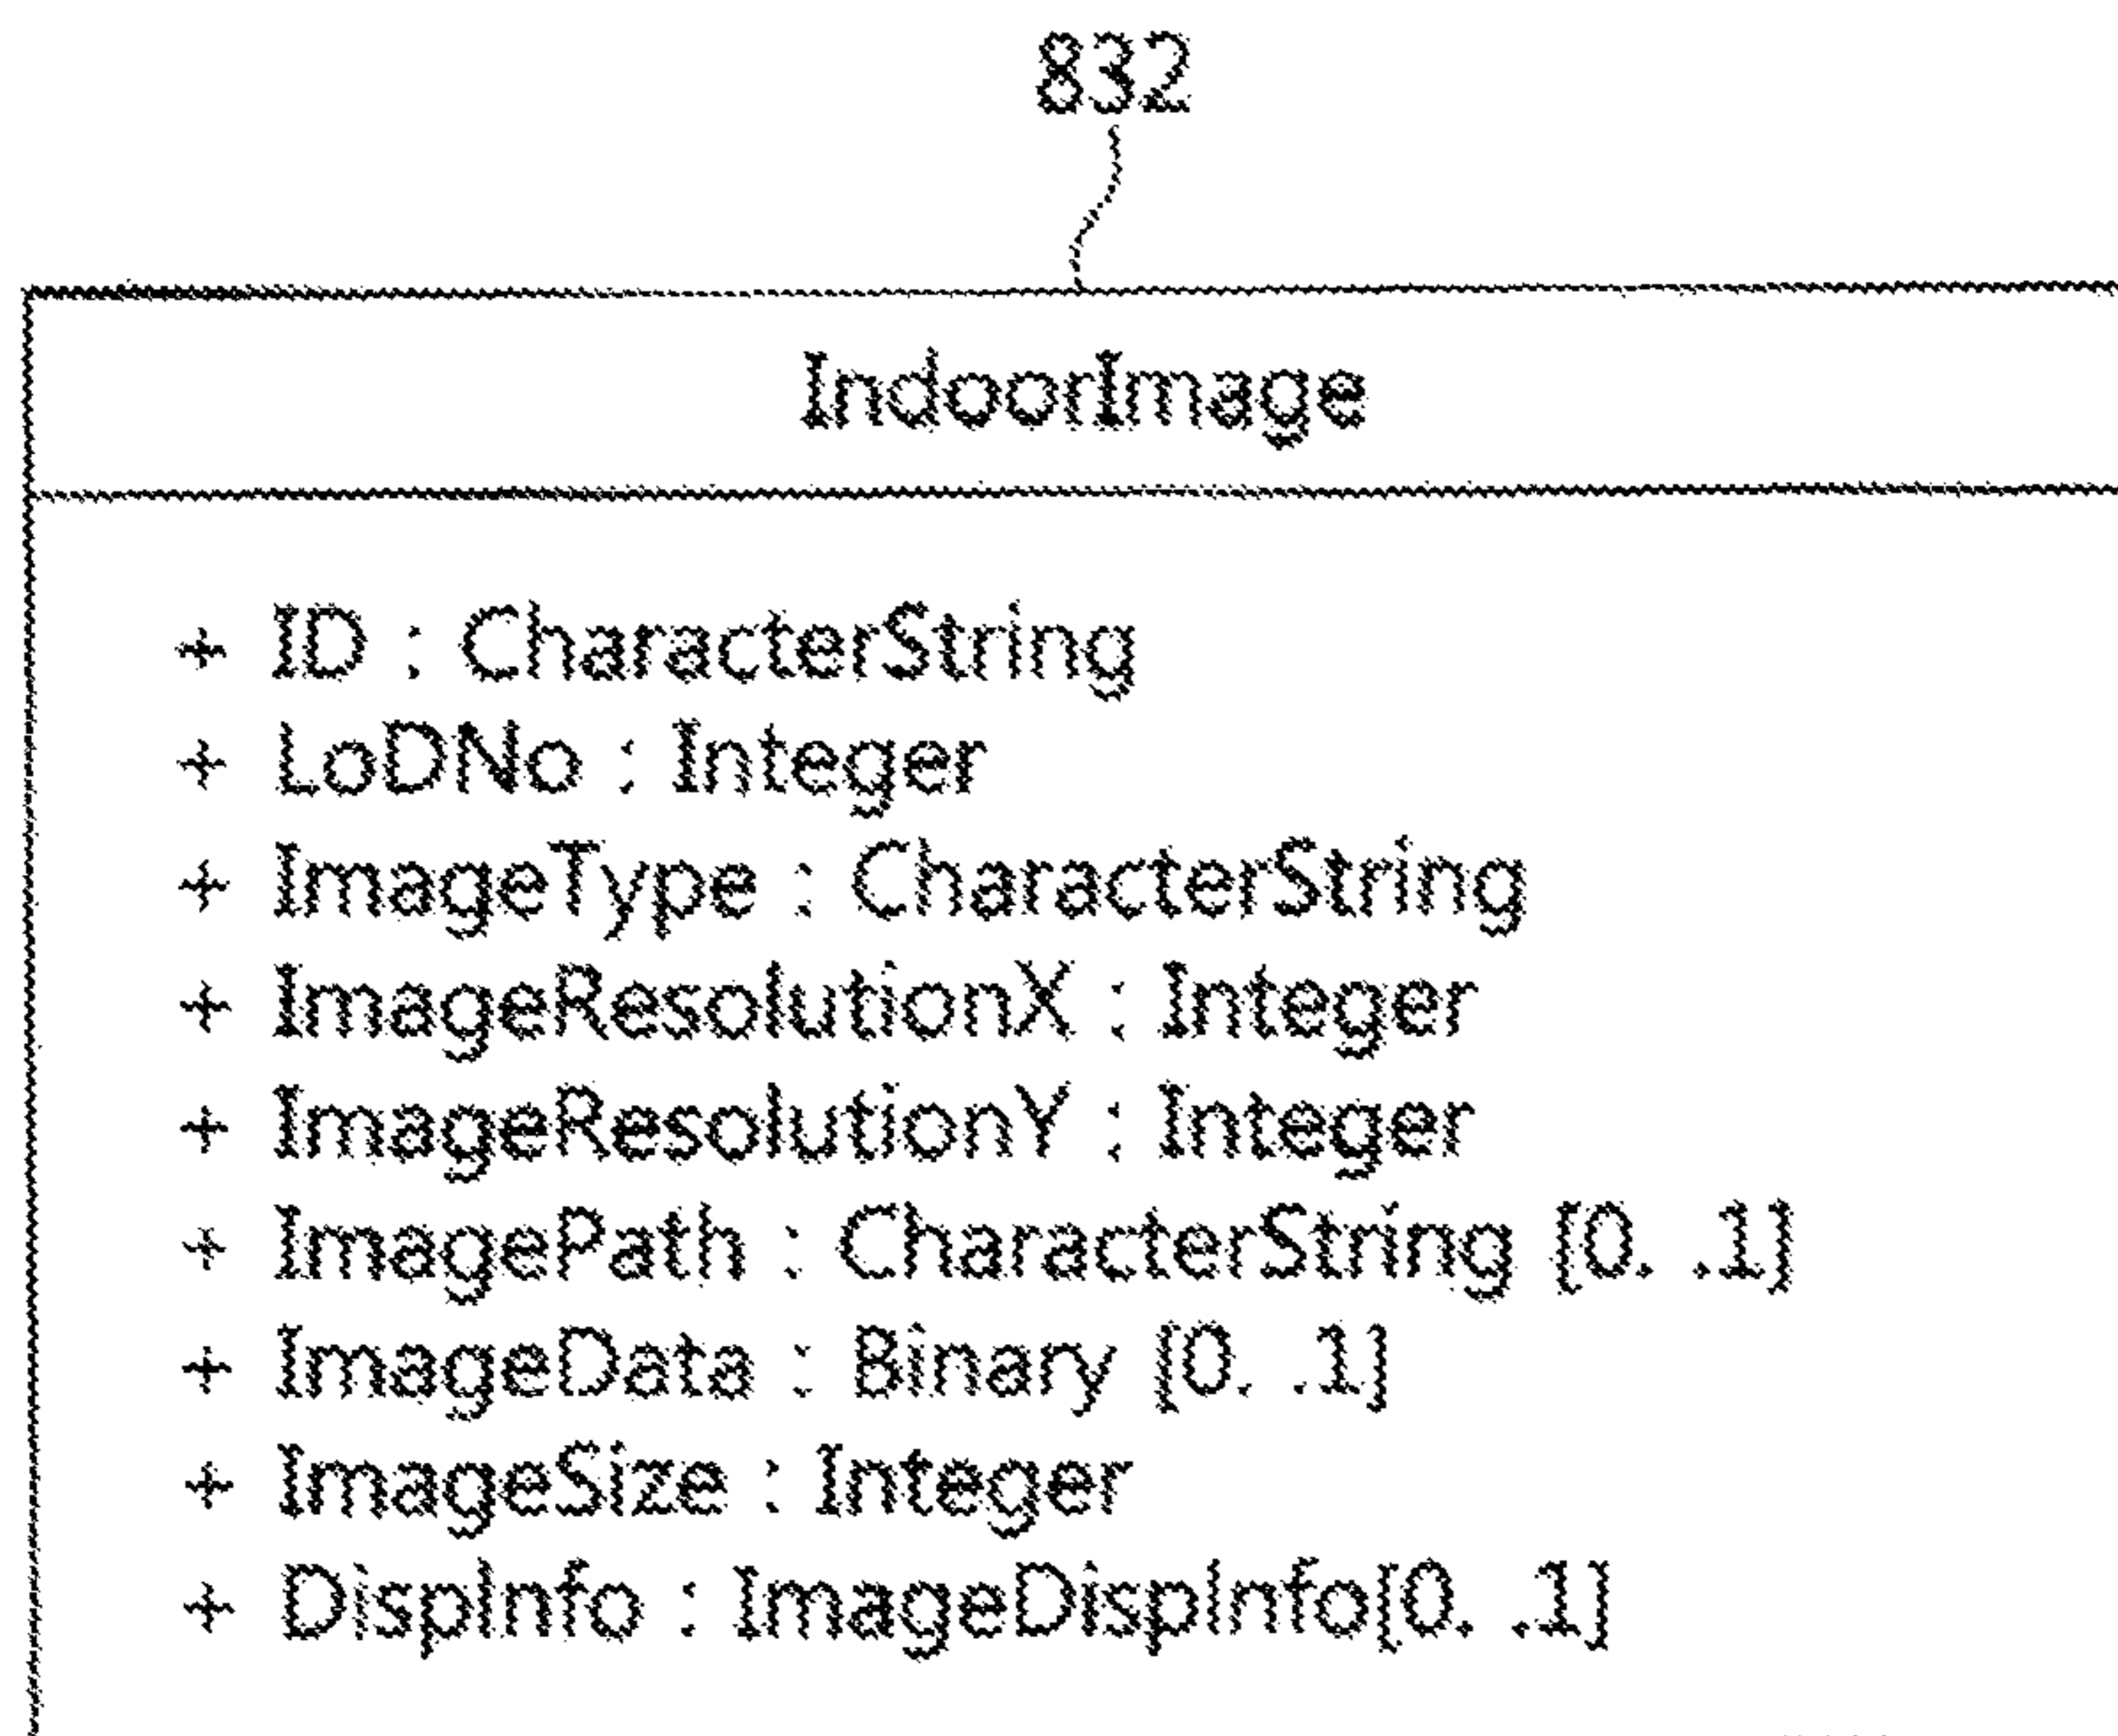 832
IndoorImage
+ ID : CharacterString
+ LoDNo : Integer
+ ImageType : CharacterString
+ ImageResolutionX : Integer
+ ImageResolutionY : Integer
+ ImagePath : CharacterString [0. .1]
+ ImageData : Binary [0. .1]
+ ImageSize : Integer
+ DispInfo : ImageDispInfo[0. .1]